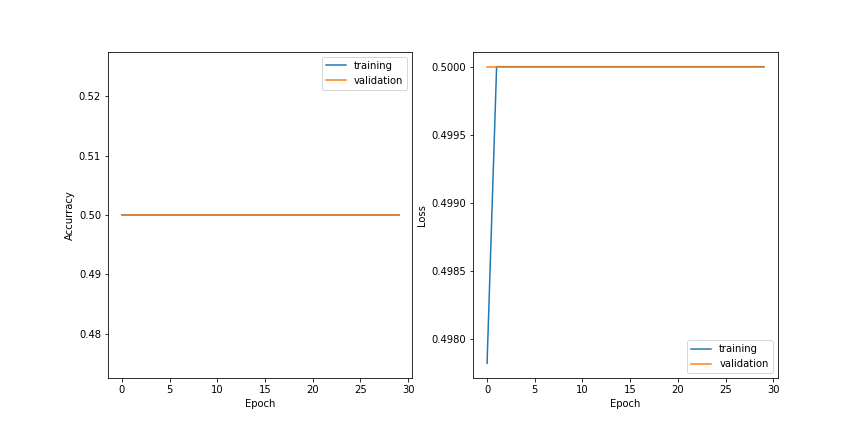 training
validation
0.52
0.51
0.50
0.49
0.48
Accurracy
0 5 10 15 20 25 30
Epoch
0.5000
0.4995
0.4990
0.4985
0.4980
Loss
training
validation
0 5 10 15 20 25 30
Epoch